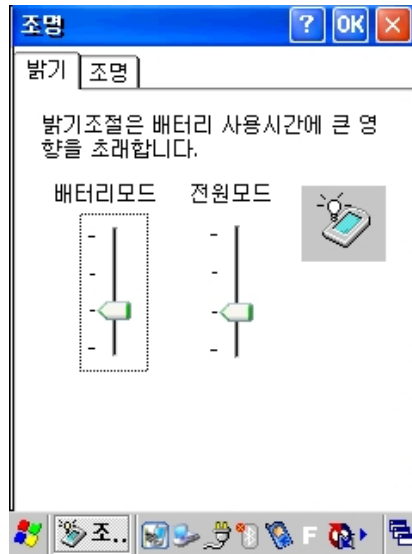 조명 ? OK ×
밝기 조명
밝기조절은 배터리 사용시간에 큰 영
향을 초래합니다.
배터리모드 전원모드
조.. F